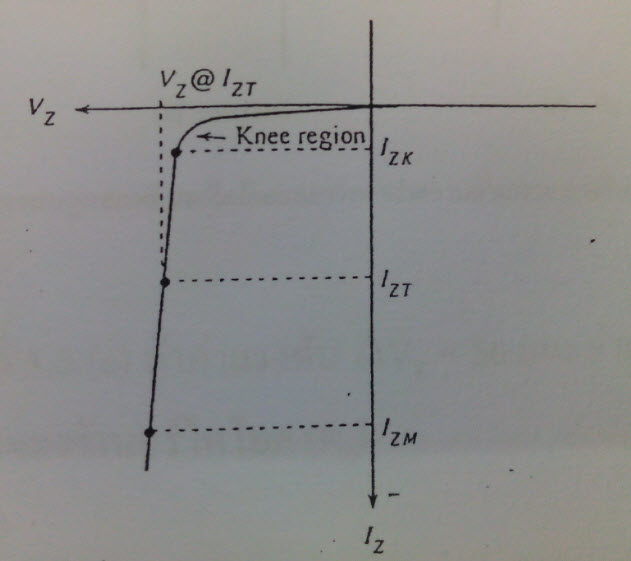 V_Z @ I_ZT
V_Z
Knee region
I_ZK
I_ZT
I_ZM
I_Z